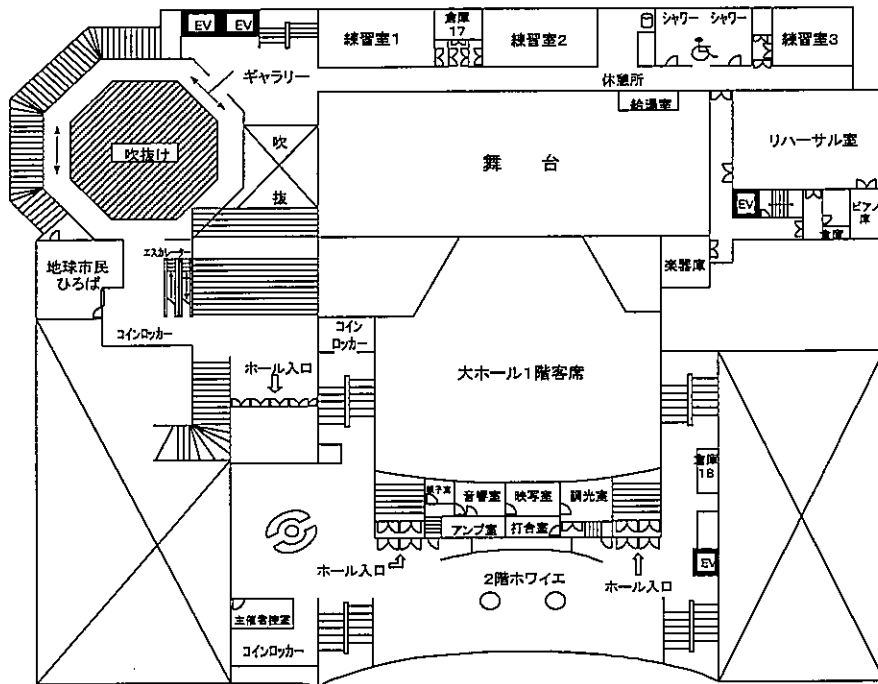 EV
EV
練習室1
倉庫
17
練習室2
シャワー
シャワー
練習室3
ギャラリー
休憩所
給湯室
吹抜け
吹
抜
舞台
リハーサル室
EV
倉庫
ピアノ
庫
エスカレーター
地球市民
ひろば
楽器庫
コインロッカー
コイン
ロッカー
ホール入口
大ホール1階客席
倉庫
18
親子室
音響室
映写室
調光室
アンプ室
打合室
EV
ホール入口
2階ホワイエ
ホール入口
主催者控室
コインロッカー